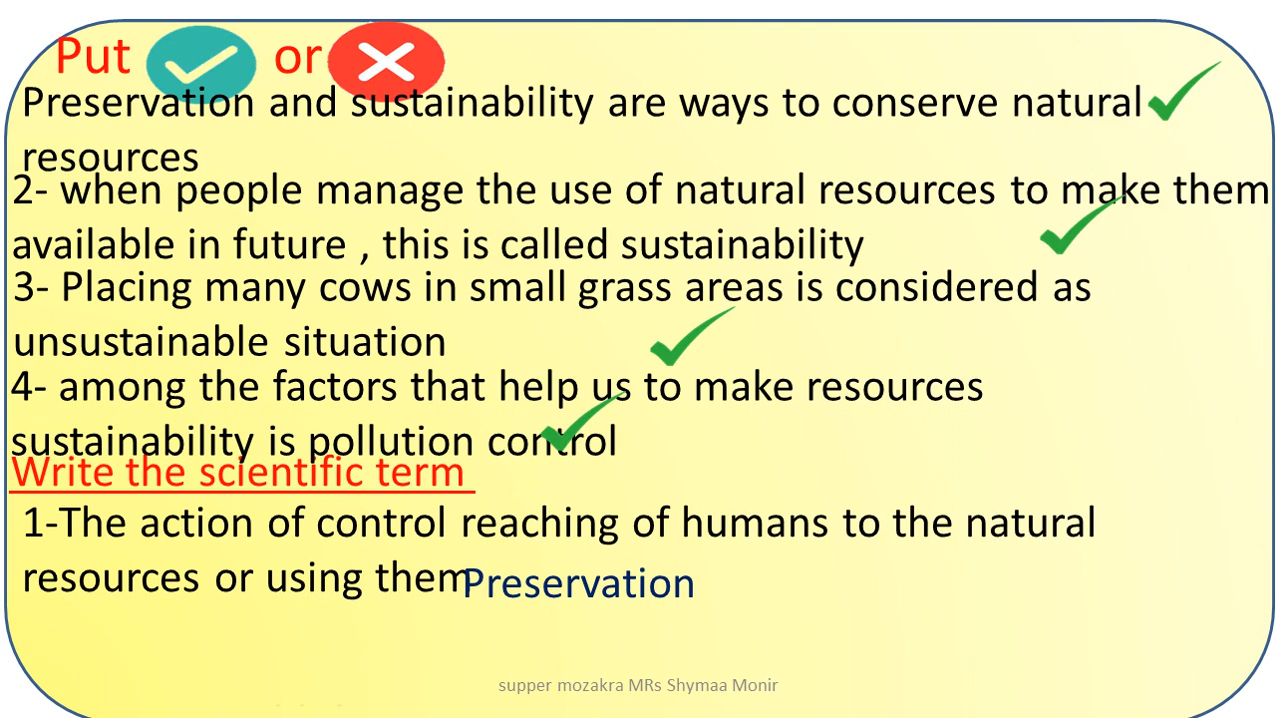 Put or
Preservation and sustainability are ways to conserve natural
resources
2- when people manage the use of natural resources to make them
available in future , this is called sustainability
3- Placing many cows in small grass areas is considered as
unsustainable situation
4- among the factors that help us to make resources
sustainability is pollution control
Write the scientific term
1-The action of control reaching of humans to the natural
resources or using them Preservation
supper mozakra MRs Shymaa Monir